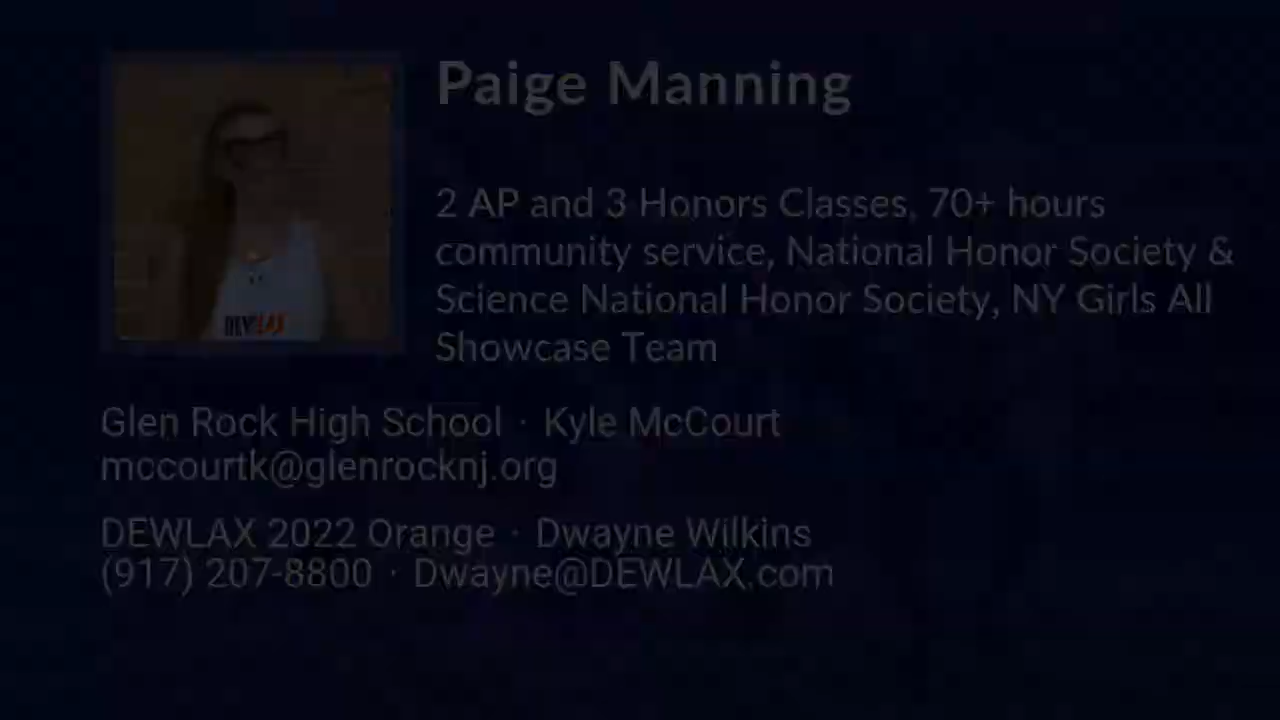 Paige Manning
2 AP and 3 Honors Classes, 70+ hours
community service, National Honor Society &
Science National Honor Society, NY Girls All
Showcase Team
DEWLAX
Glen Rock High School · Kyle McCourt
mccourtk@glenrocknj.org
DEWLAX 2022 Orange · Dwayne Wilkins
(917) 207-8800 · Dwayne@DEWLAX.com